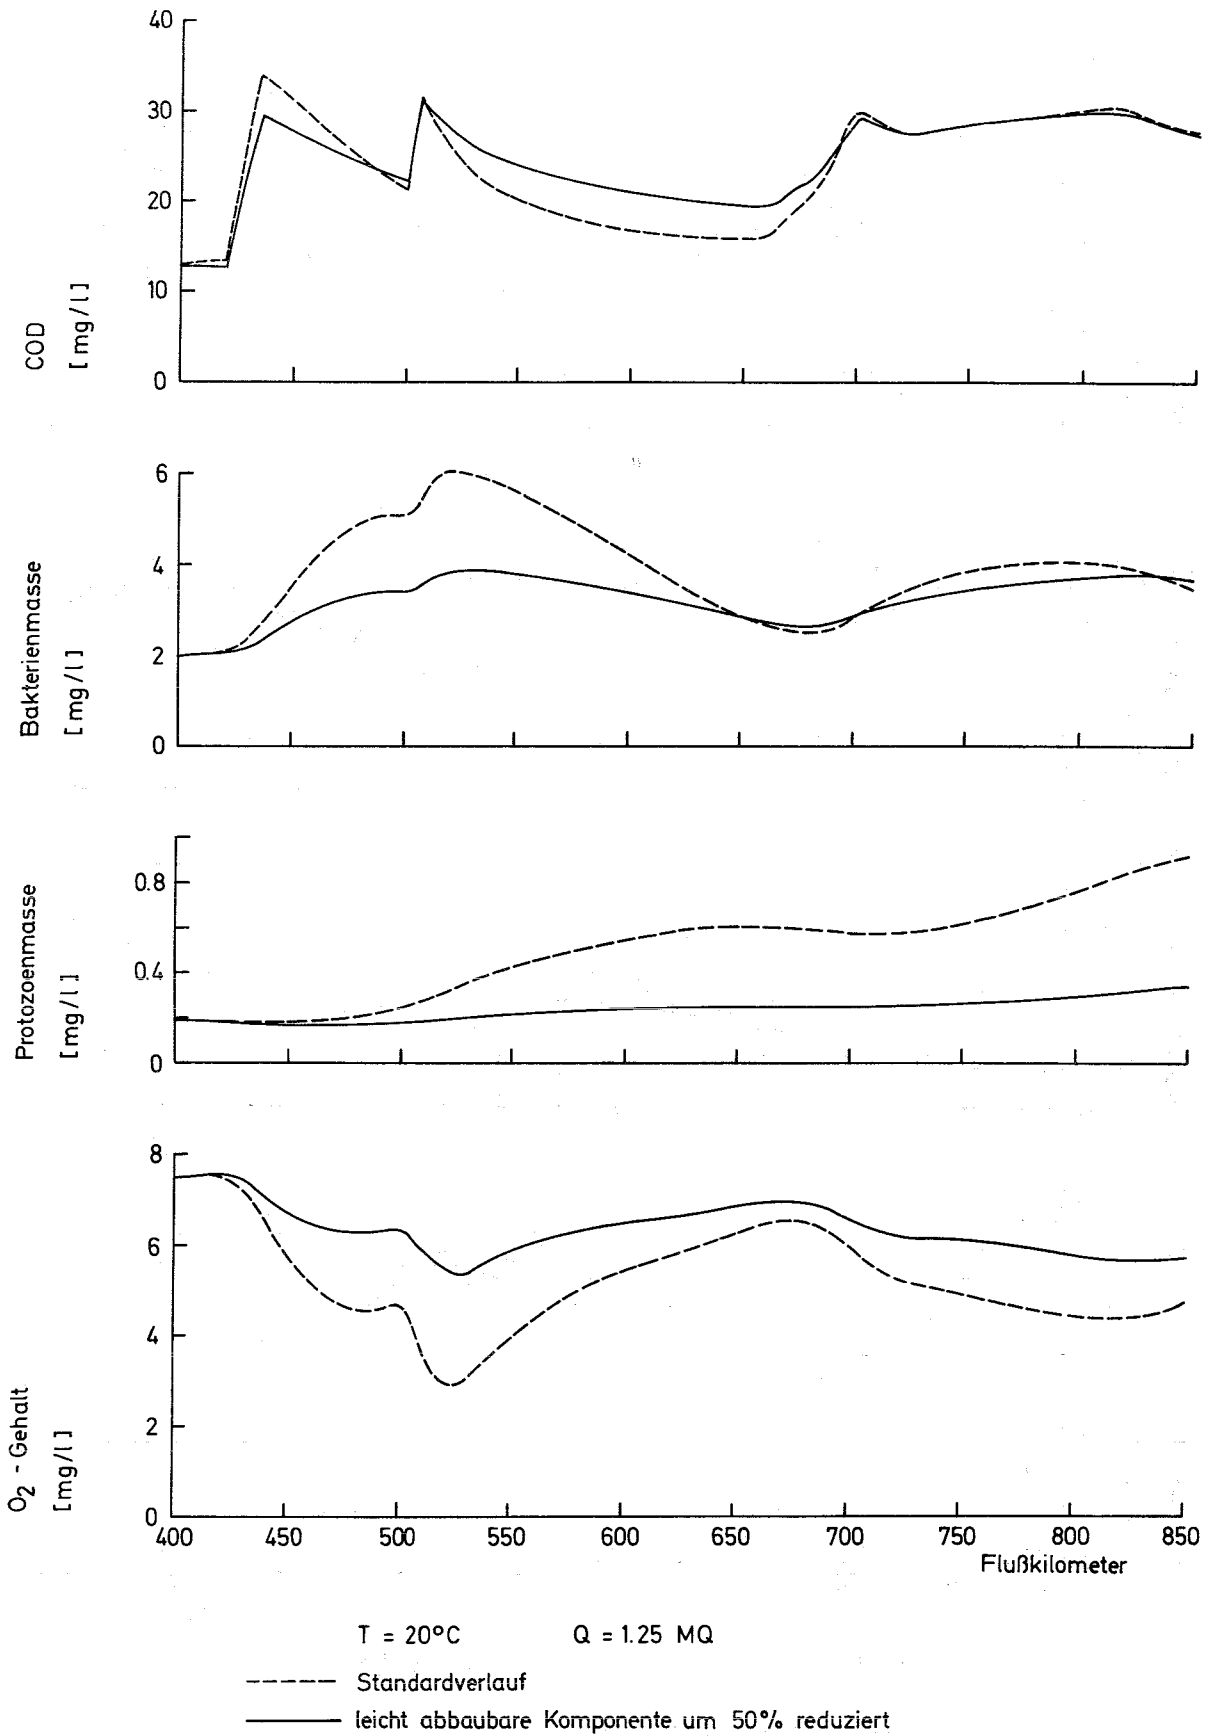 40
30
20
10
0
COD
[mg/l]
6
4
2
0
Bakterienmasse
[mg/l]
0.8
0.4
0
Protozoenmasse
[mg/l]
8
6
4
2
0
O2 - Gehalt
[mg/l]
400 450 500 550 600 650 700 750 800 850
Flußkilometer
T = 20°C Q = 1.25 MQ
Standardverlauf
leicht abbaubare Komponente um 50% reduziert